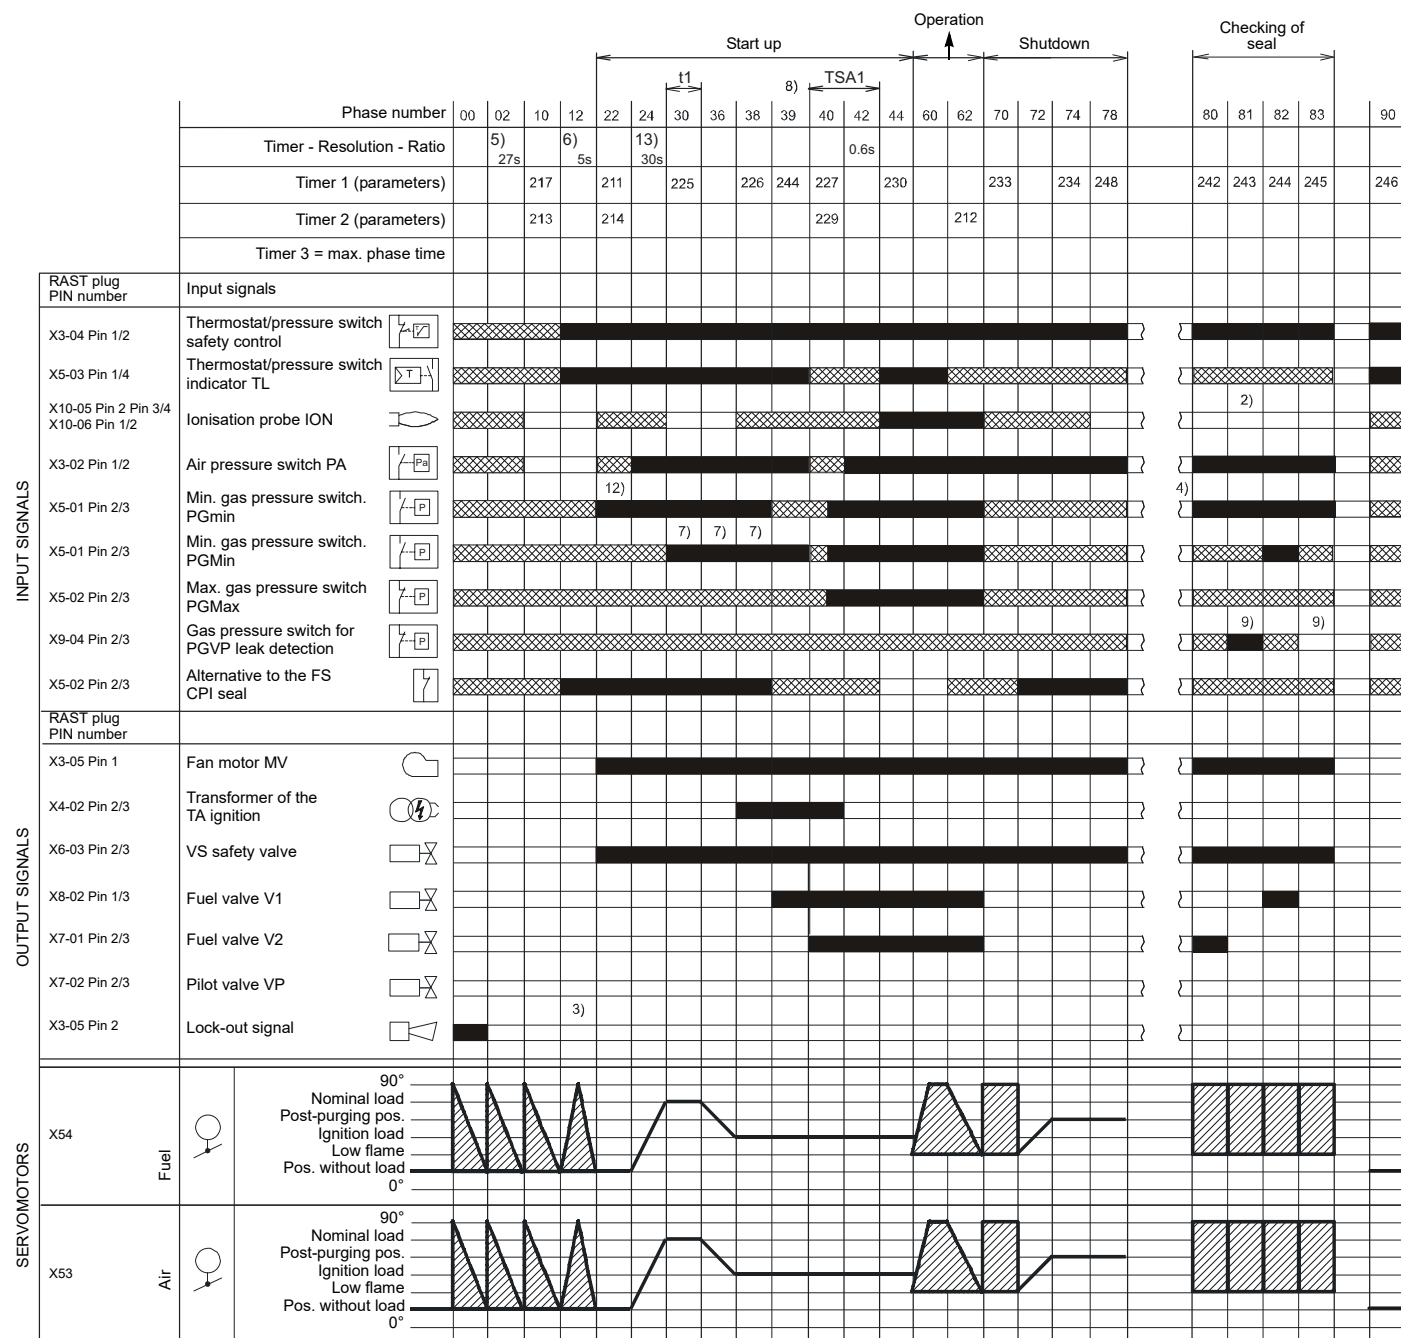 Operation
Start up
Shutdown
Checking of
seal
t1
8)
TSA1
Phase number 00 02 10 12 22 24 30 36 38 39 40 42 44 60 62 70 72 74 78 80 81 82 83 90
Timer - Resolution - Ratio 5) 27s 6) 5s 13) 30s 0.6s
Timer 1 (parameters) 217 211 225 226 244 227 230 233 234 248 242 243 244 245 246
Timer 2 (parameters) 213 214 229 212
Timer 3 = max. phase time
RAST plug
PIN number
Input signals
INPUT SIGNALS
X3-04 Pin 1/2
Thermostat/pressure switch
safety control
X5-03 Pin 1/4
Thermostat/pressure switch
indicator TL
T
2)
X10-05 Pin 2 Pin 3/4
X10-06 Pin 1/2
Ionisation probe ION
X3-02 Pin 1/2
Air pressure switch PA
Pa
12)
4)
X5-01 Pin 2/3
Min. gas pressure switch.
PGmin
P
7) 7) 7)
X5-01 Pin 2/3
Min. gas pressure switch.
PGMin
P
X5-02 Pin 2/3
Max. gas pressure switch
PGMax
P
9) 9)
X9-04 Pin 2/3
Gas pressure switch for
PGVP leak detection
P
X5-02 Pin 2/3
Alternative to the FS
CPI seal
RAST plug
PIN number
OUTPUT SIGNALS
X3-05 Pin 1
Fan motor MV
X4-02 Pin 2/3
Transformer of the
TA ignition
X6-03 Pin 2/3
VS safety valve
X8-02 Pin 1/3
Fuel valve V1
X7-01 Pin 2/3
Fuel valve V2
X7-02 Pin 2/3
Pilot valve VP
3)
X3-05 Pin 2
Lock-out signal
SERVOMOTORS
X54
Fuel
90°
Nominal load
Post-purging pos.
Ignition load
Low flame
Pos. without load
0°
X53
Air
90°
Nominal load
Post-purging pos.
Ignition load
Low flame
Pos. without load
0°